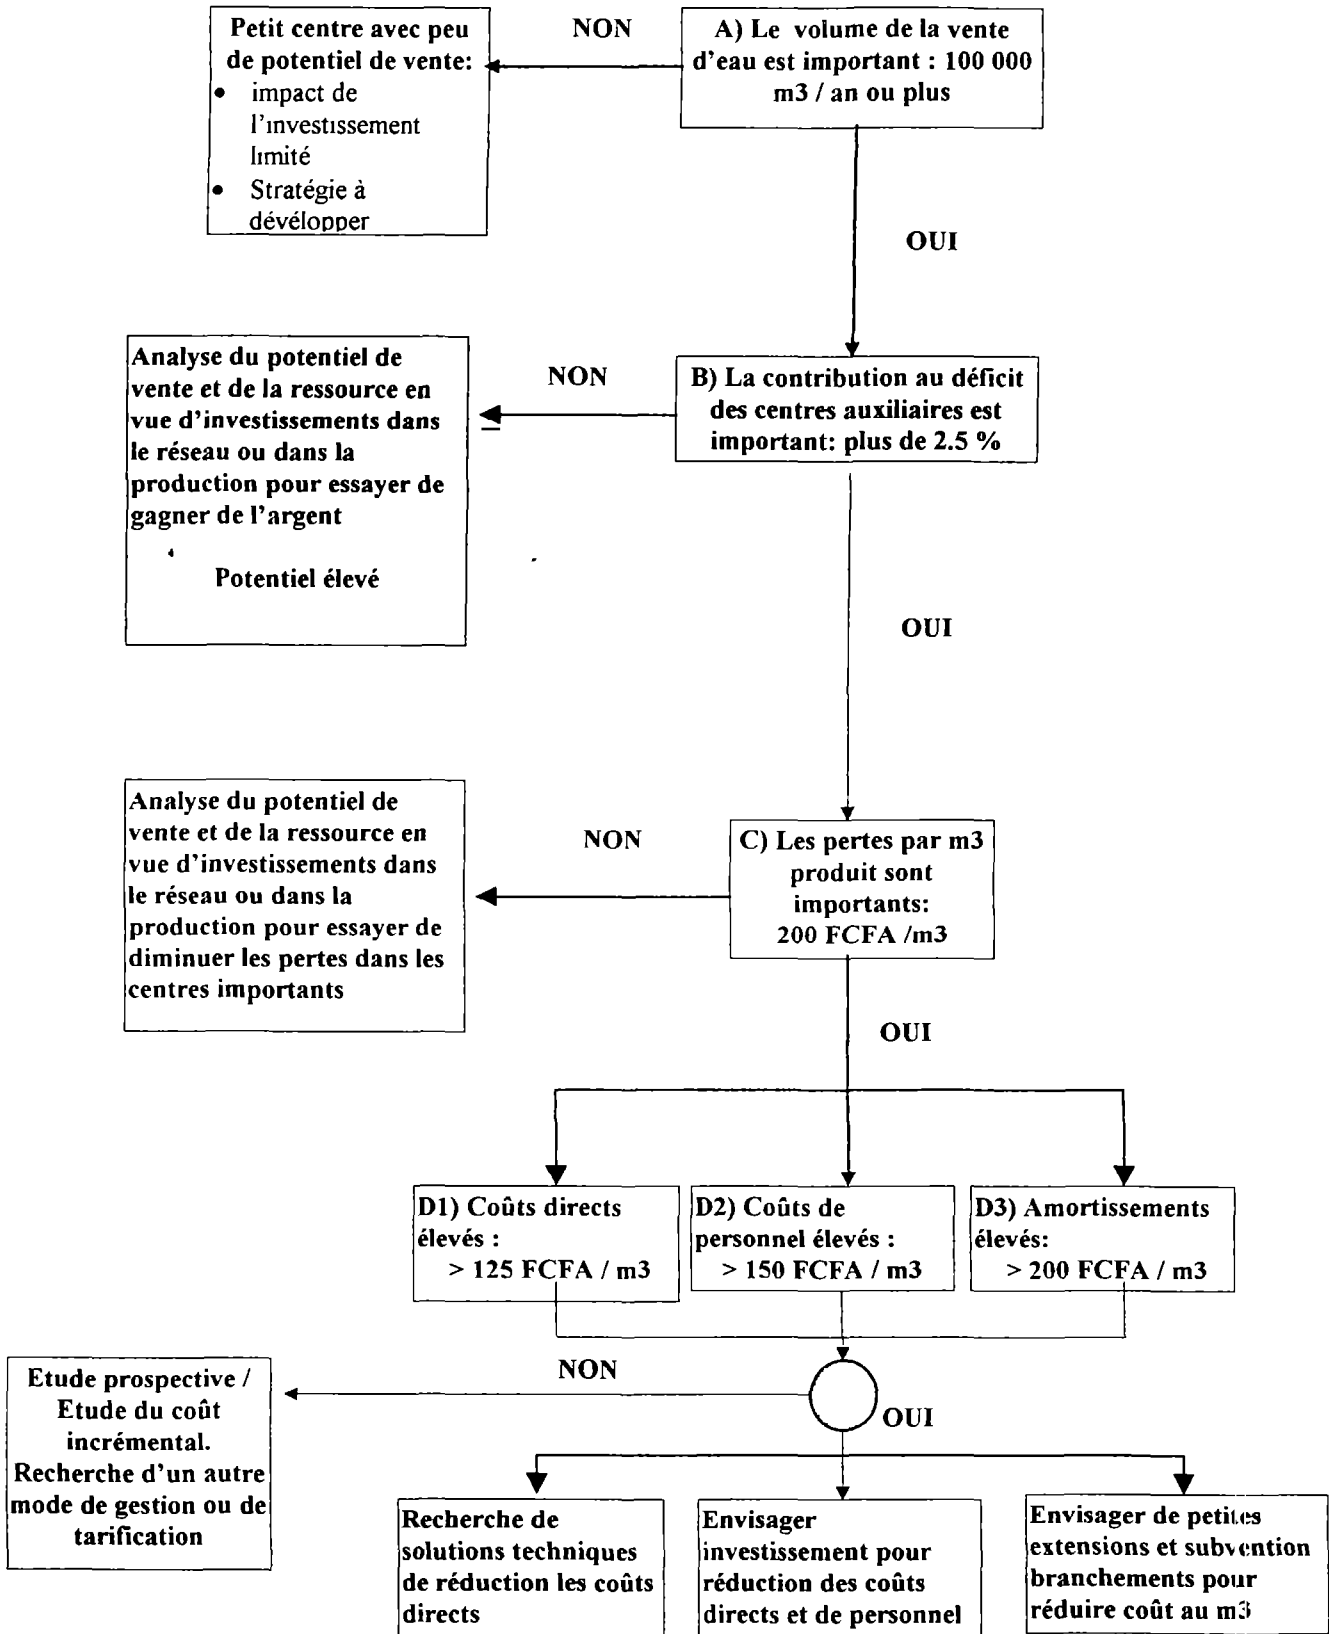 Petit centre avec peu
de potentiel de vente:
• impact de
l'investissement
limité
• Stratégie à
dévélopper
NON
A) Le volume de la vente
d'eau est important : 100 000
m3 / an ou plus
OUI
Analyse du potentiel de
vente et de la ressource en
vue d'investissements dans
le réseau ou dans la
production pour essayer de
gagner de l'argent
Potentiel élevé
NON
B) La contribution au déficit
des centres auxiliaires est
important: plus de 2.5 %
OUI
Analyse du potentiel de
vente et de la ressource en
vue d'investissements dans
le réseau ou dans la
production pour essayer de
diminuer les pertes dans les
centres importants
NON
C) Les pertes par m3
produit sont
importants:
200 FCFA /m3
OUI
D1) Coûts directs
élevés :
> 125 FCFA / m3
D2) Coûts de
personnel élevés :
> 150 FCFA / m3
D3) Amortissements
élevés:
> 200 FCFA / m3
NON
OUI
Etude prospective /
Etude du coût
incrémental.
Recherche d'un autre
mode de gestion ou de
tarification
Recherche de
solutions techniques
de réduction les coûts
directs
Envisager
investissement pour
réduction des coûts
directs et de personnel
Envisager de petites
extensions et subvention
branchements pour
réduire coût au m3